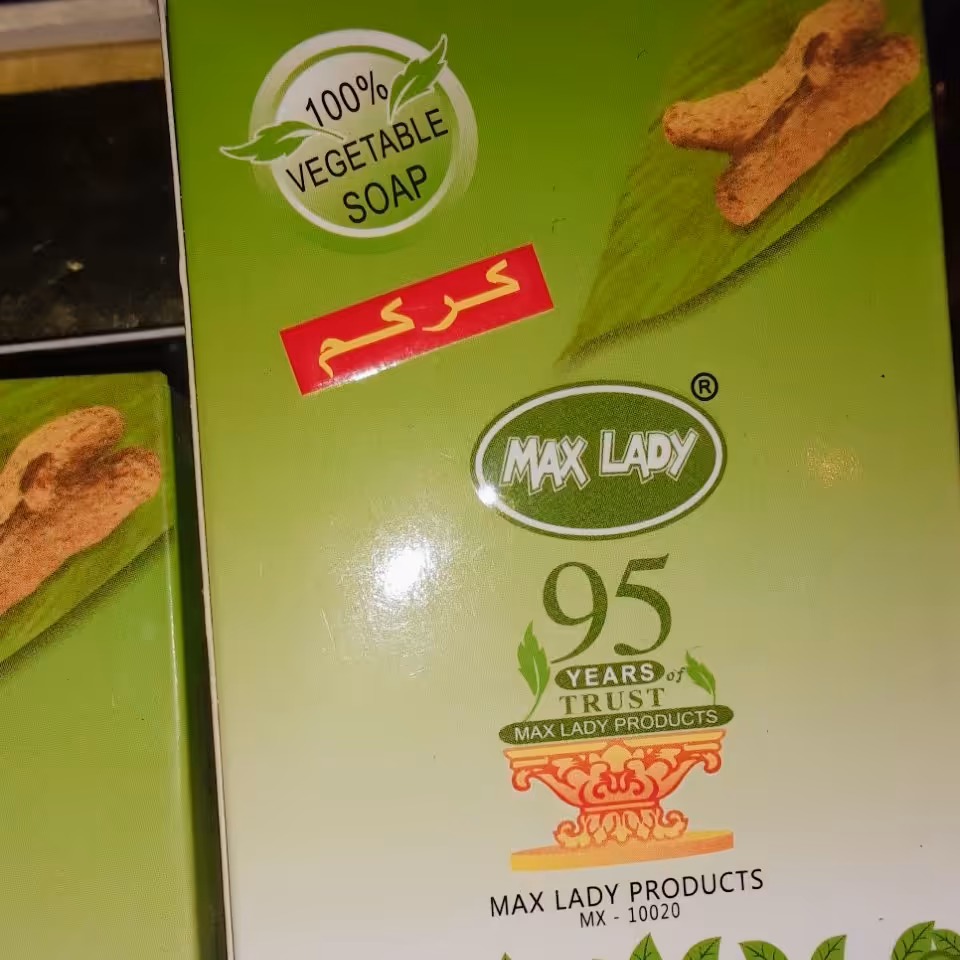 100%
VEGETABLE
SOAP
كركم
®
MAX LADY
95
YEARS of
TRUST
MAX LADY PRODUCTS
MAX LADY PRODUCTS
MX - 10020